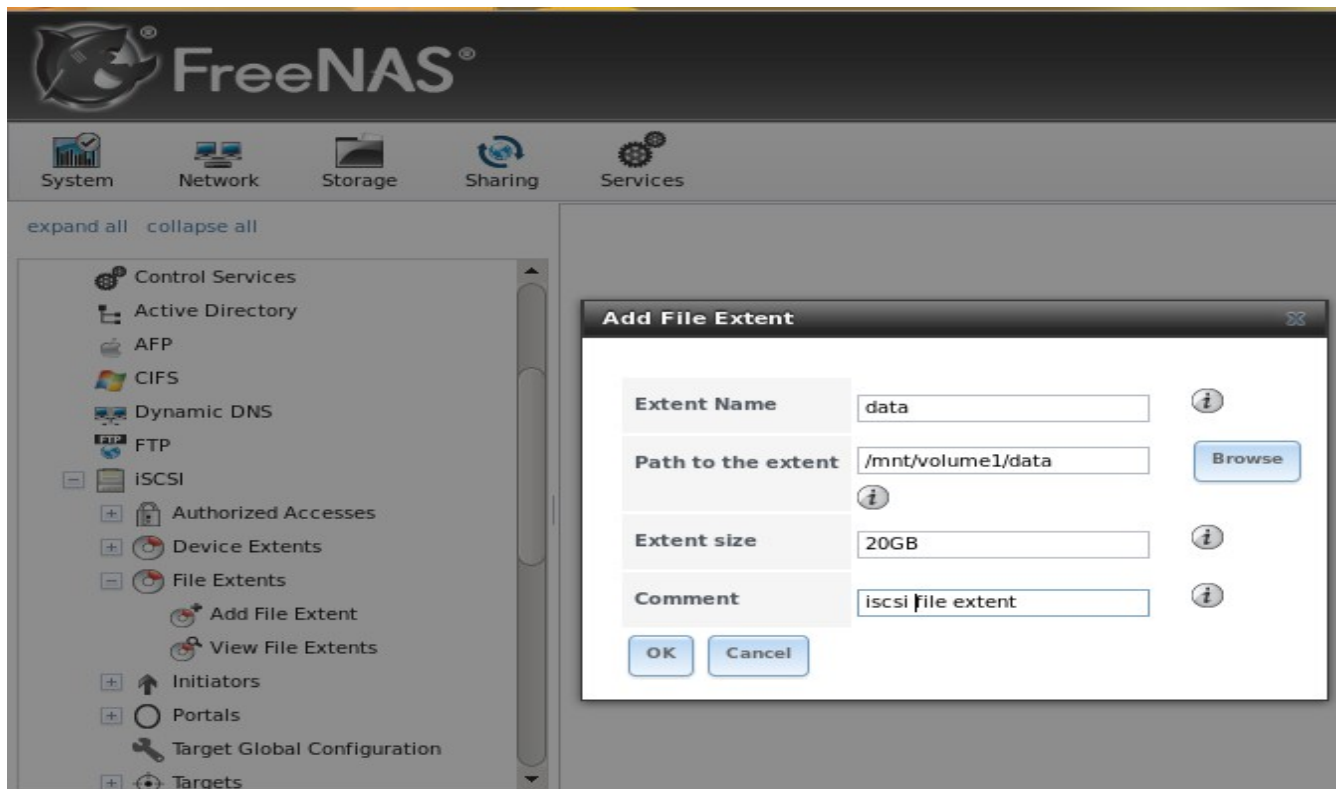 FreeNAS®
System Network Storage Sharing Services
expand all collapse all
Control Services
Active Directory
AFP
CIFS
Dynamic DNS
FTP
iSCSI
Authorized Accesses
Device Extents
File Extents
Add File Extent
View File Extents
Initiators
Portals
Target Global Configuration
Targets
Add File Extent
Extent Name data
Path to the extent /mnt/volume1/data Browse
Extent size 20GB
Comment iscsi file extent
OK Cancel